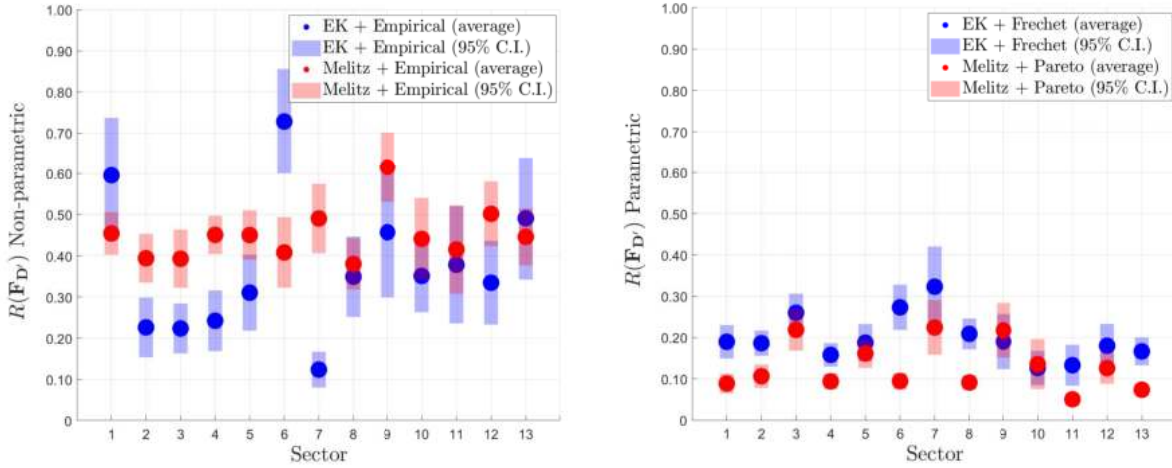 EK + Empirical (average)
EK + Empirical (95% C.I.)
Melitz + Empirical (average)
Melitz + Empirical (95% C.I.)
1.00
0.90
0.80
0.70
0.60
0.50
0.40
0.30
0.20
0.10
0
R(F_D′) Non-parametric
1 2 3 4 5 6 7 8 9 10 11 12 13
Sector
EK + Frechet (average)
EK + Frechet (95% C.I.)
Melitz + Pareto (average)
Melitz + Pareto (95% C.I.)
1.00
0.90
0.80
0.70
0.60
0.50
0.40
0.30
0.20
0.10
0
R(F_D′) Parametric
1 2 3 4 5 6 7 8 9 10 11 12 13
Sector